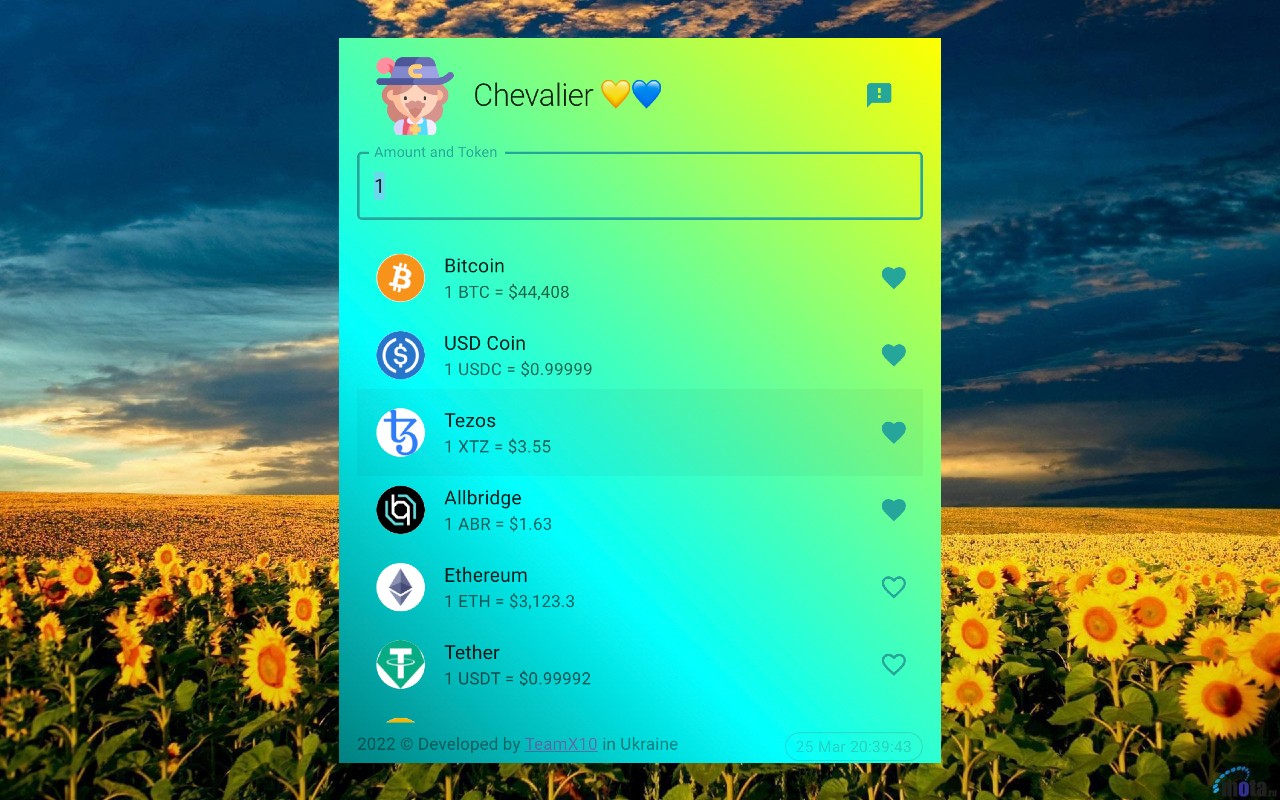 Chevalier 💛💙
Amount and Token
1
Bitcoin
1 BTC = $44,408
USD Coin
1 USDC = $0.99999
Tezos
1 XTZ = $3.55
Allbridge
1 ABR = $1.63
Ethereum
1 ETH = $3,123.3
Tether
1 USDT = $0.99992
2022 © Developed by TeamX10 in Ukraine
25 Mar 20:39:43